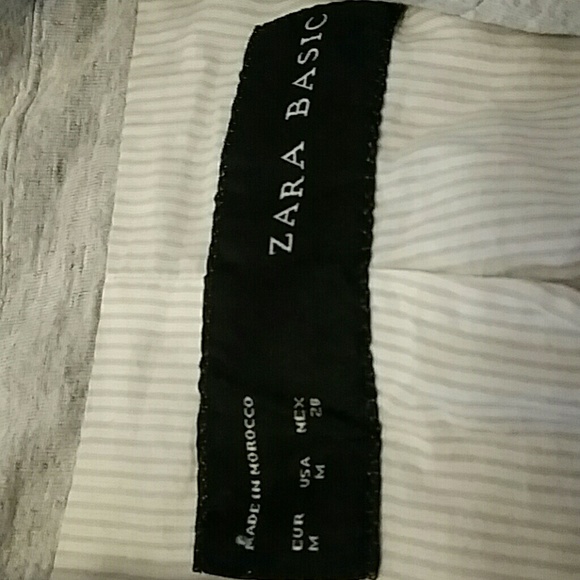 ZARA BASIC
MADE IN MOROCCO
EUR USA MEX
M M 28